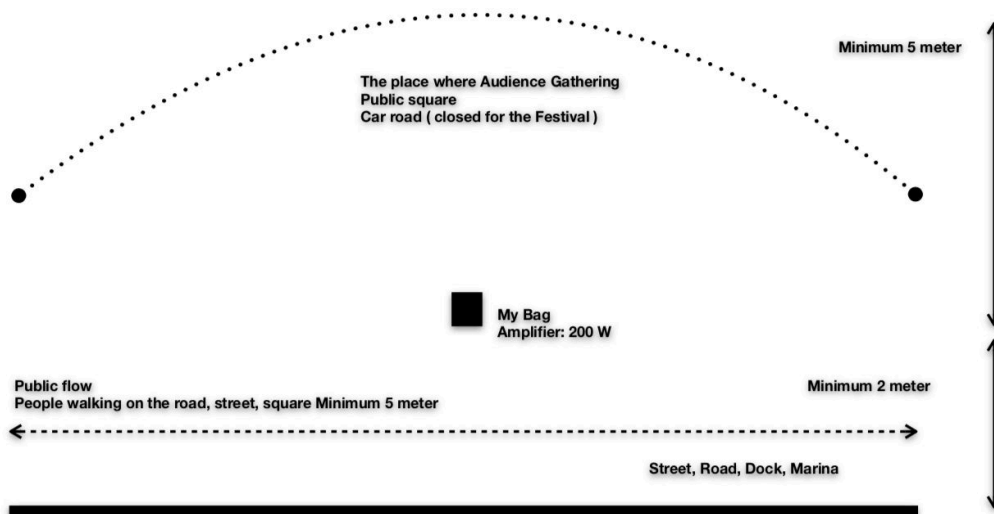 Minimum 5 meter
The place where Audience Gathering
Public square
Car road ( closed for the Festival )
My Bag
Amplifier: 200 W
Public flow
People walking on the road, street, square Minimum 5 meter
Minimum 2 meter
Street, Road, Dock, Marina